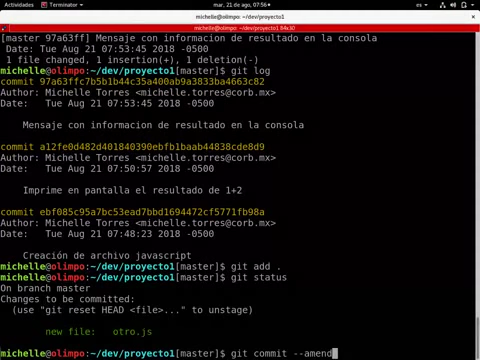 Actividades
Terminator
mar, 21 de ago, 07:56
es
michelle@olimpo: ~/dev/proyecto1
michelle@olimpo: ~/dev/proyecto1 84x30
[master 97a63ff] Mensaje con informacion de resultado en la consola
Date: Tue Aug 21 07:53:45 2018 -0500
1 file changed, 1 insertion(+), 1 deletion(-)
michelle@olimpo:~/dev/proyecto1[master]$ git log
commit 97a63ffc7b5b1b44c35a400ab9a3833ba4663c82
Author: Michelle Torres <michelle.torres@corb.mx>
Date:   Tue Aug 21 07:53:45 2018 -0500
Mensaje con informacion de resultado en la consola
commit a12fe0d482d401840390ebfb1baab44838cde8d9
Author: Michelle Torres <michelle.torres@corb.mx>
Date:   Tue Aug 21 07:50:57 2018 -0500
Imprime en pantalla el resultado de 1+2
commit ebf085c95a7bc53ead7bbd1694472cf5771fb98a
Author: Michelle Torres <michelle.torres@corb.mx>
Date:   Tue Aug 21 07:48:23 2018 -0500
Creación de archivo javascript
michelle@olimpo:~/dev/proyecto1[master]$ git add .
michelle@olimpo:~/dev/proyecto1[master]$ git status
On branch master
Changes to be committed:
(use "git reset HEAD <file>..." to unstage)
new file:   otro.js
michelle@olimpo:~/dev/proyecto1[master]$ git commit --amend